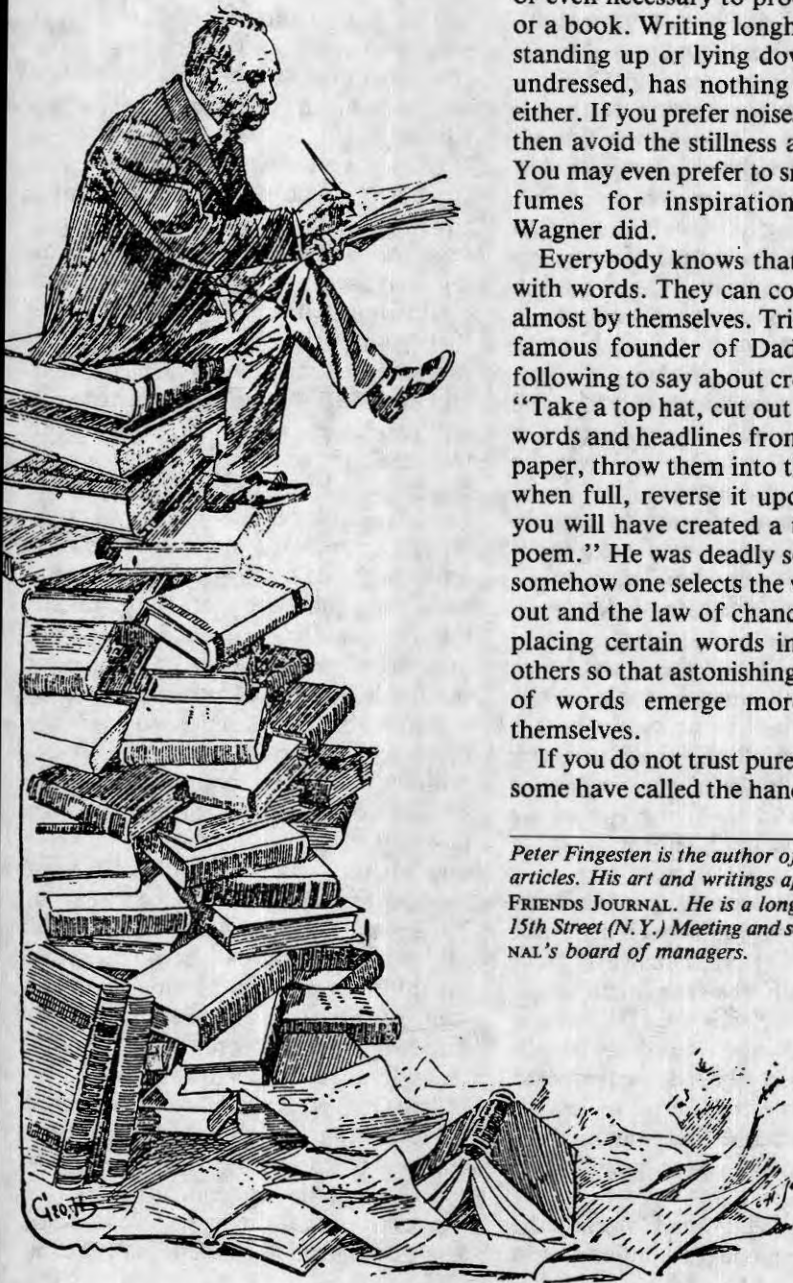 or even necessary to pro
or a book. Writing longh
standing up or lying dov
undressed, has nothing
either. If you prefer noise
then avoid the stillness a
You may even prefer to sr
fumes for inspiration
Wagner did.
Everybody knows than
with words. They can co
almost by themselves. Tri
famous founder of Dad
following to say about cre
“Take a top hat, cut out
words and headlines from
paper, throw them into t
when full, reverse it upo
you will have created a
poem.” He was deadly se
somehow one selects the
out and the law of chanc
placing certain words in
others so that astonishing
of words emerge mor
themselves.
If you do not trust pure
some have called the hand
Peter Fingesten is the author of
articles. His art and writings ap
FRIENDS JOURNAL. He is a long
15th Street (N.Y.) Meeting and s
NAL's board of managers.